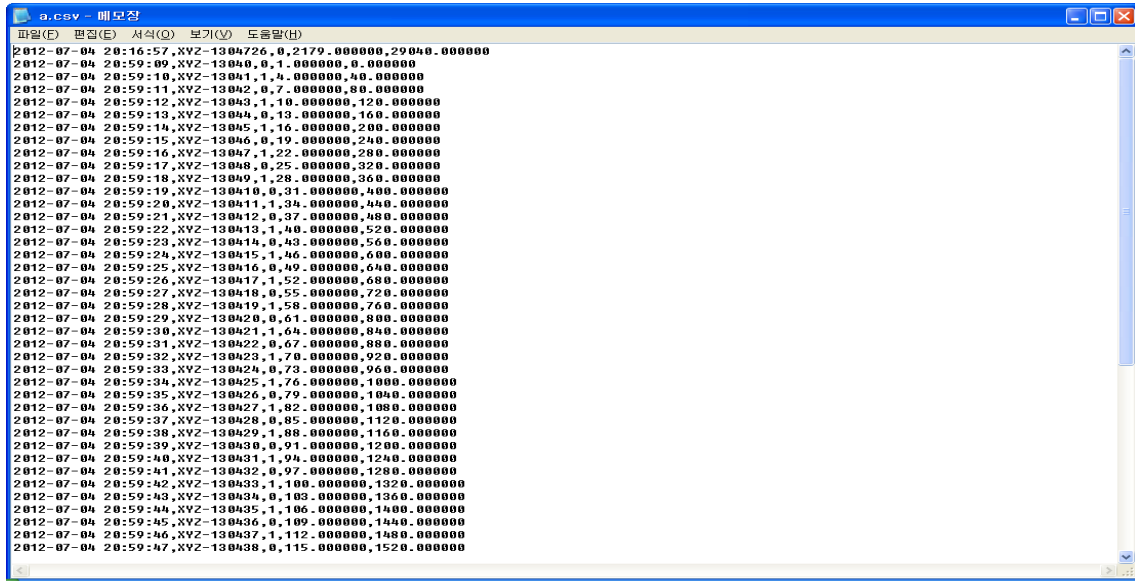 a.csv - 메모장
파일(F) 편집(E) 서식(O) 보기(V) 도움말(H)
2012-07-04 20:16:57,XYZ-1304726,0,2179.000000,29040.000000
2012-07-04 20:59:09,XYZ-13040,0,1.000000,0.000000
2012-07-04 20:59:10,XYZ-13041,1,4.000000,40.000000
2012-07-04 20:59:11,XYZ-13042,0,7.000000,80.000000
2012-07-04 20:59:12,XYZ-13043,1,10.000000,120.000000
2012-07-04 20:59:13,XYZ-13044,0,13.000000,160.000000
2012-07-04 20:59:14,XYZ-13045,1,16.000000,200.000000
2012-07-04 20:59:15,XYZ-13046,0,19.000000,240.000000
2012-07-04 20:59:16,XYZ-13047,1,22.000000,280.000000
2012-07-04 20:59:17,XYZ-13048,0,25.000000,320.000000
2012-07-04 20:59:18,XYZ-13049,1,28.000000,360.000000
2012-07-04 20:59:19,XYZ-130410,0,31.000000,400.000000
2012-07-04 20:59:20,XYZ-130411,1,34.000000,440.000000
2012-07-04 20:59:21,XYZ-130412,0,37.000000,480.000000
2012-07-04 20:59:22,XYZ-130413,1,40.000000,520.000000
2012-07-04 20:59:23,XYZ-130414,0,43.000000,560.000000
2012-07-04 20:59:24,XYZ-130415,1,46.000000,600.000000
2012-07-04 20:59:25,XYZ-130416,0,49.000000,640.000000
2012-07-04 20:59:26,XYZ-130417,1,52.000000,680.000000
2012-07-04 20:59:27,XYZ-130418,0,55.000000,720.000000
2012-07-04 20:59:28,XYZ-130419,1,58.000000,760.000000
2012-07-04 20:59:29,XYZ-130420,0,61.000000,800.000000
2012-07-04 20:59:30,XYZ-130421,1,64.000000,840.000000
2012-07-04 20:59:31,XYZ-130422,0,67.000000,880.000000
2012-07-04 20:59:32,XYZ-130423,1,70.000000,920.000000
2012-07-04 20:59:33,XYZ-130424,0,73.000000,960.000000
2012-07-04 20:59:34,XYZ-130425,1,76.000000,1000.000000
2012-07-04 20:59:35,XYZ-130426,0,79.000000,1040.000000
2012-07-04 20:59:36,XYZ-130427,1,82.000000,1080.000000
2012-07-04 20:59:37,XYZ-130428,0,85.000000,1120.000000
2012-07-04 20:59:38,XYZ-130429,1,88.000000,1160.000000
2012-07-04 20:59:39,XYZ-130430,0,91.000000,1200.000000
2012-07-04 20:59:40,XYZ-130431,1,94.000000,1240.000000
2012-07-04 20:59:41,XYZ-130432,0,97.000000,1280.000000
2012-07-04 20:59:42,XYZ-130433,1,100.000000,1320.000000
2012-07-04 20:59:43,XYZ-130434,0,103.000000,1360.000000
2012-07-04 20:59:44,XYZ-130435,1,106.000000,1400.000000
2012-07-04 20:59:45,XYZ-130436,0,109.000000,1440.000000
2012-07-04 20:59:46,XYZ-130437,1,112.000000,1480.000000
2012-07-04 20:59:47,XYZ-130438,0,115.000000,1520.000000